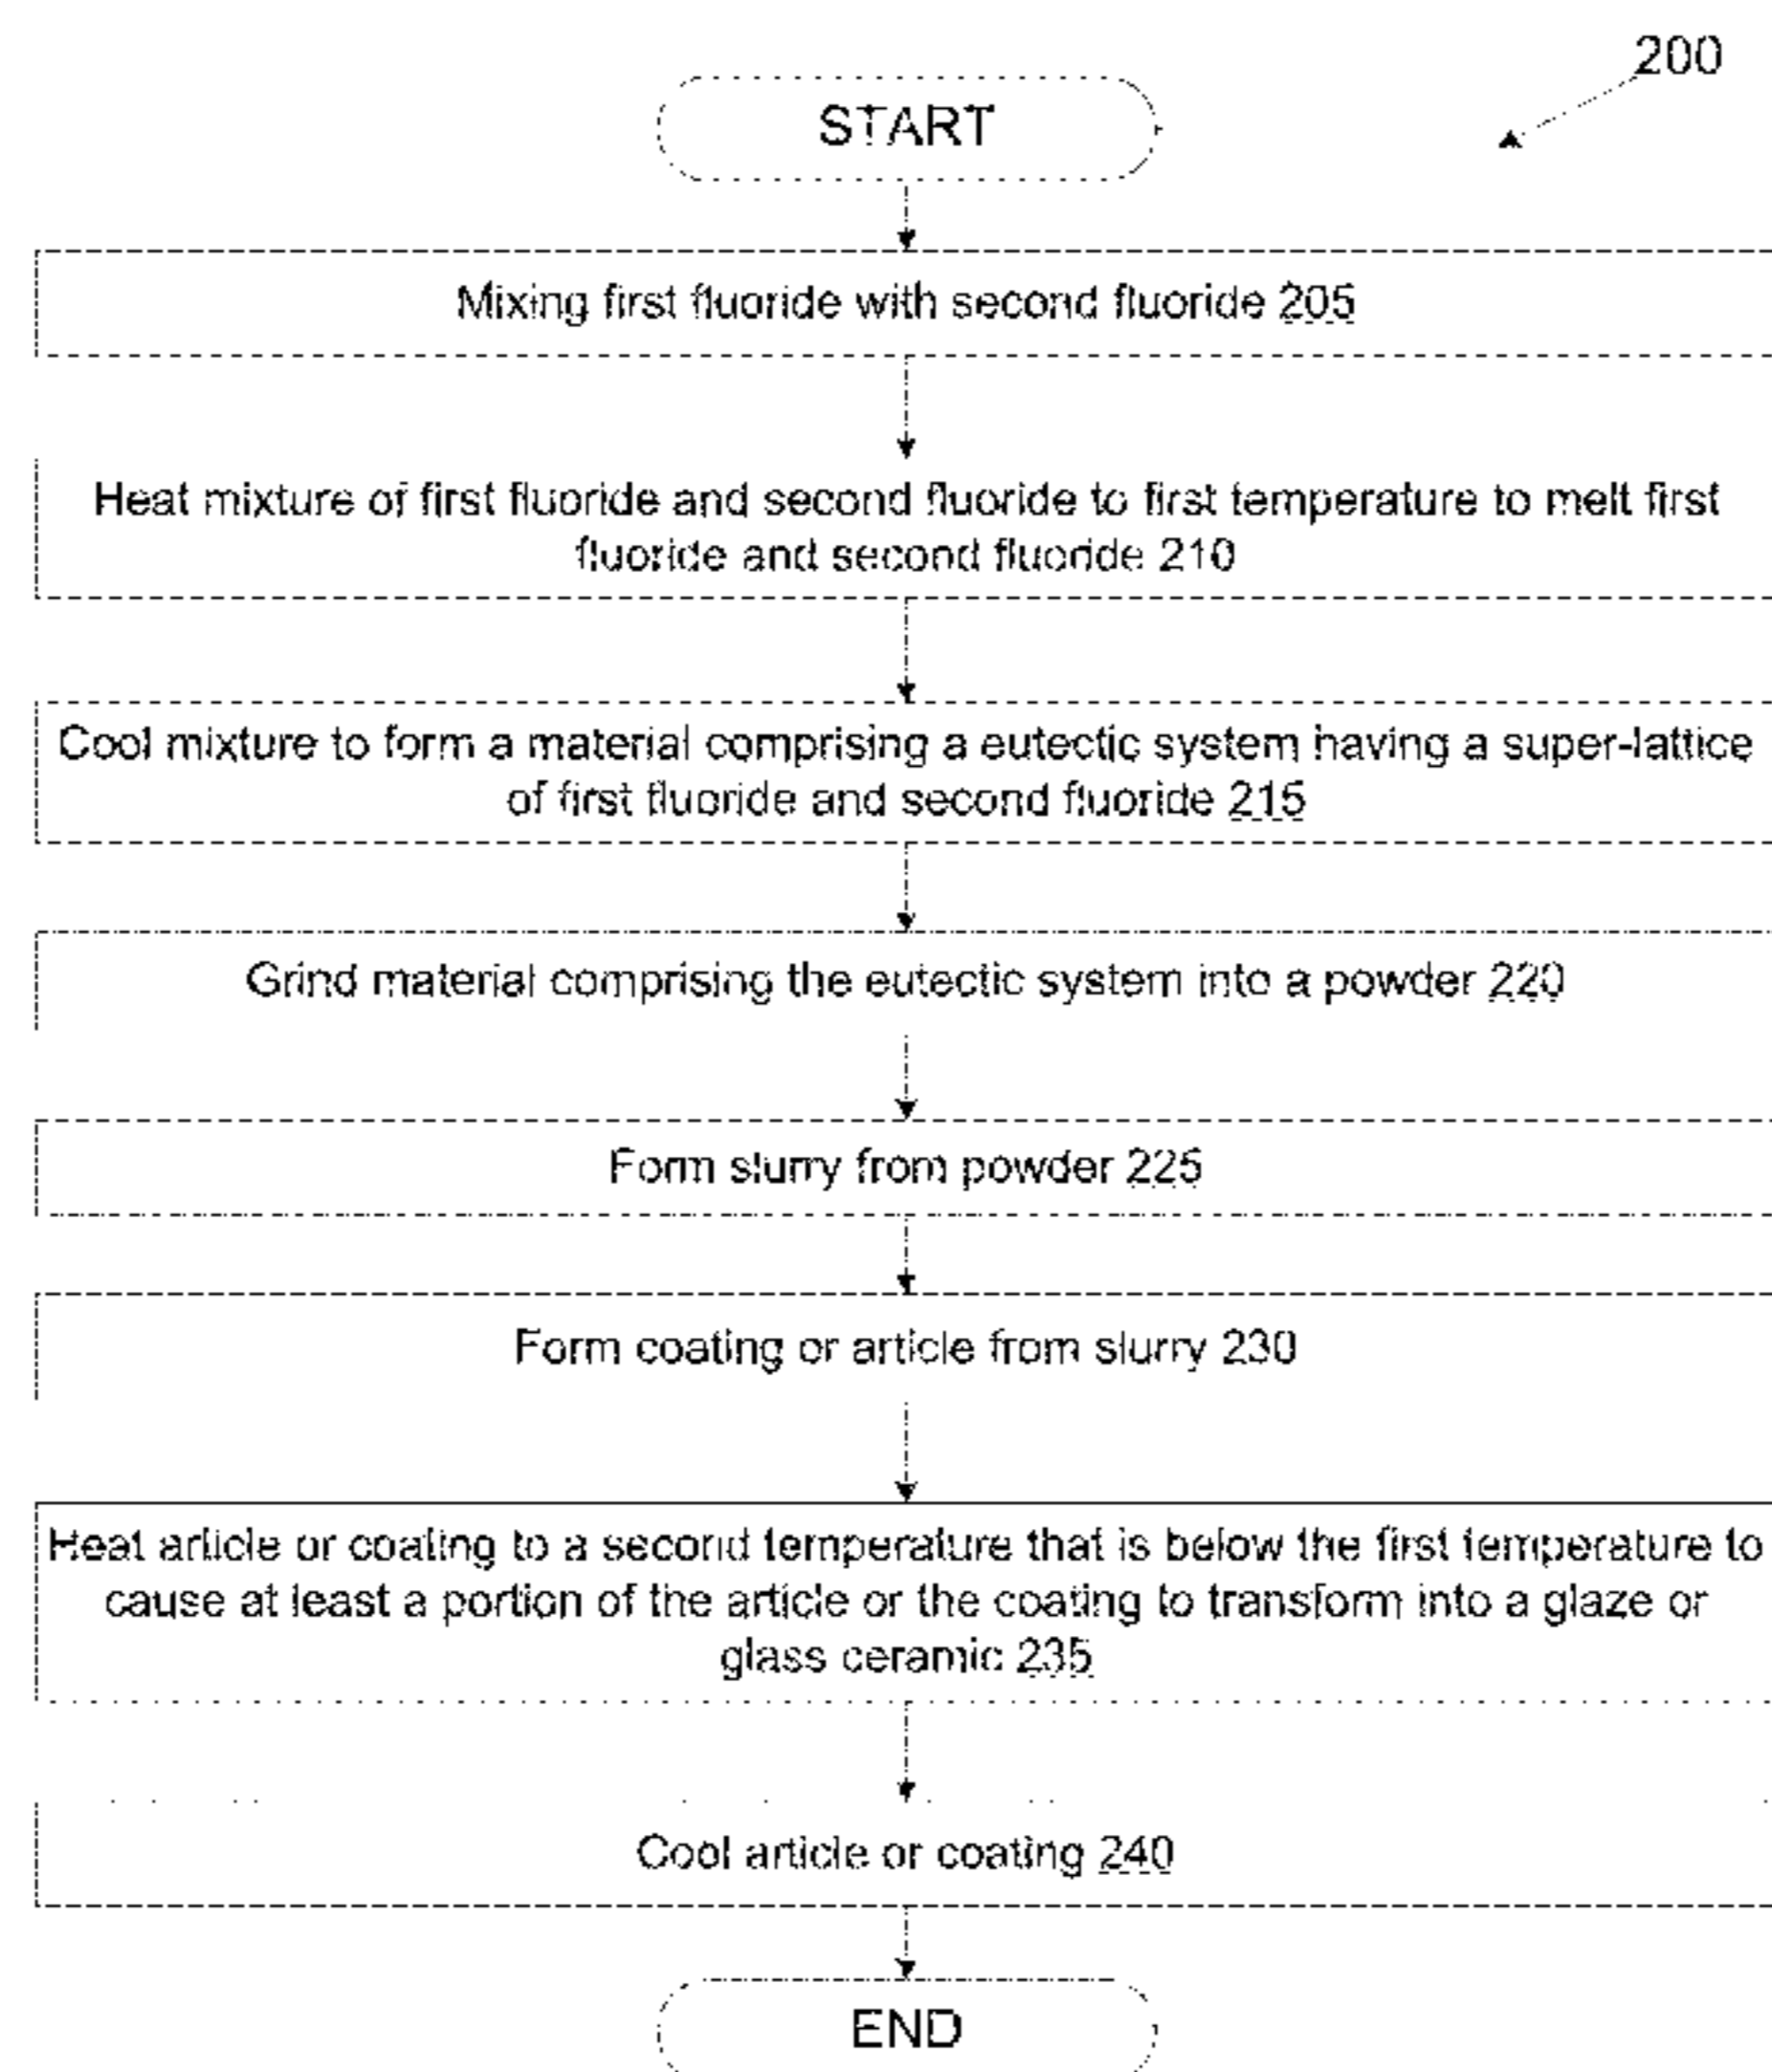 200
START
Mixing first fluoride with second fluoride 205
Heat mixture of first fluoride and second fluoride to first temperature to melt first
fluoride and second fluoride 210
Cool mixture to form a material comprising a eutectic system having a super-lattice
of first fluoride and second fluoride 215
Grind material comprising the eutectic system into a powder 220
Form slurry from powder 225
Form coating or article from slurry 230
Heat article or coating to a second temperature that is below the first temperature to
cause at least a portion of the article or the coating to transform into a glaze or
glass ceramic 235
Cool article or coating 240
END